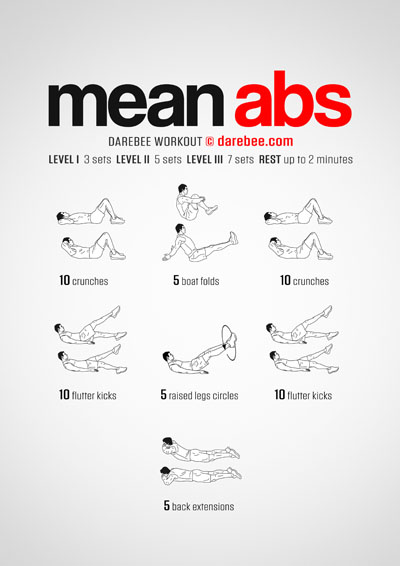 mean abs
DAREBEE WORKOUT © darebee.com
LEVEL I 3 sets LEVEL II 5 sets LEVEL III 7 sets REST up to 2 minutes
10 crunches
5 boat folds
10 crunches
10 flutter kicks
5 raised legs circles
10 flutter kicks
5 back extensions